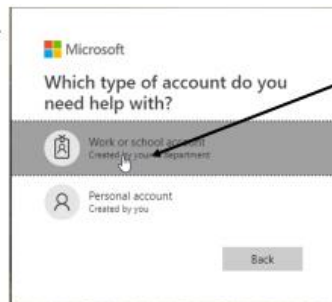 Microsoft
Which type of account do you
need help with?
Work or school account
Created by your department
Personal account
Created by you
Back